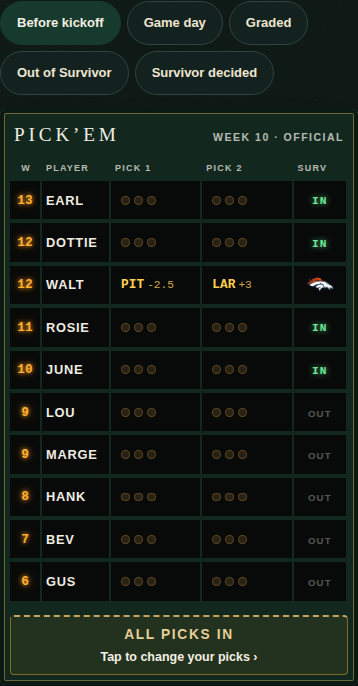 Before kickoff Game day Graded
Out of Survivor Survivor decided
PICK’EM WEEK 10 · OFFICIAL
W PLAYER PICK 1 PICK 2 SURV
13 EARL IN
12 DOTTIE IN
12 WALT PIT -2.5 LAR +3
11 ROSIE IN
10 JUNE IN
9 LOU OUT
9 MARGE OUT
8 HANK OUT
7 BEV OUT
6 GUS OUT
ALL PICKS IN
Tap to change your picks ›